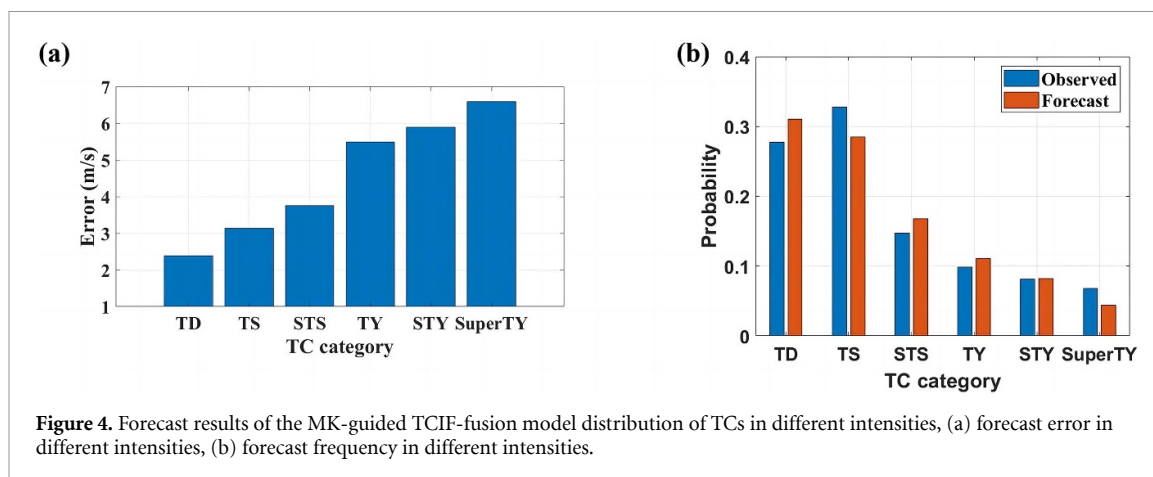 (a)
7
6
5
4
3
2
1
Error (m/s)
TD TS STS TY STY SuperTY
TC category
(b)
0.4
0.3
0.2
0.1
0
Probability
Observed
Forecast
TD TS STS TY STY SuperTY
TC category
Figure 4. Forecast results of the MK-guided TCIF-fusion model distribution of TCs in different intensities, (a) forecast error in
different intensities, (b) forecast frequency in different intensities.